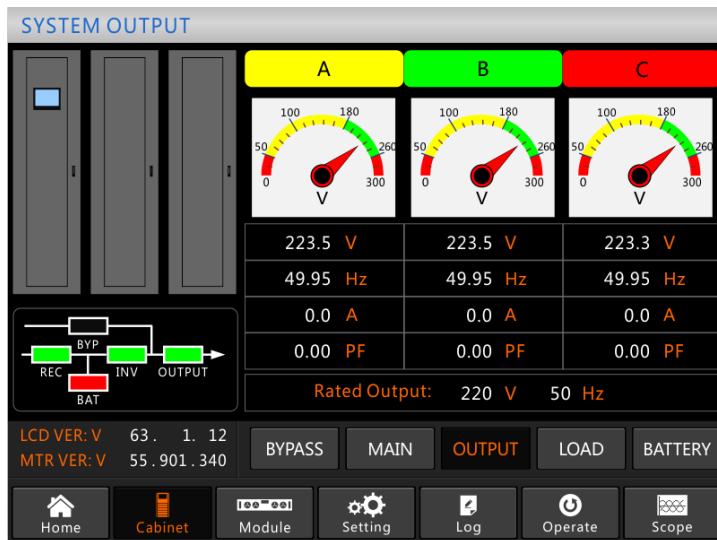 SYSTEM OUTPUT
A B C
50 100 180 260 0 300 V
50 100 180 260 0 300 V
50 100 180 260 0 300 V
223.5 V 223.5 V 223.3 V
49.95 Hz 49.95 Hz 49.95 Hz
0.0 A 0.0 A 0.0 A
0.00 PF 0.00 PF 0.00 PF
Rated Output: 220 V 50 Hz
BYP
REC INV OUTPUT
BAT
LCD VER: V 63. 1. 12
MTR VER: V 55.901.340
BYPASS MAIN OUTPUT LOAD BATTERY
Home Cabinet Module Setting Log Operate Scope